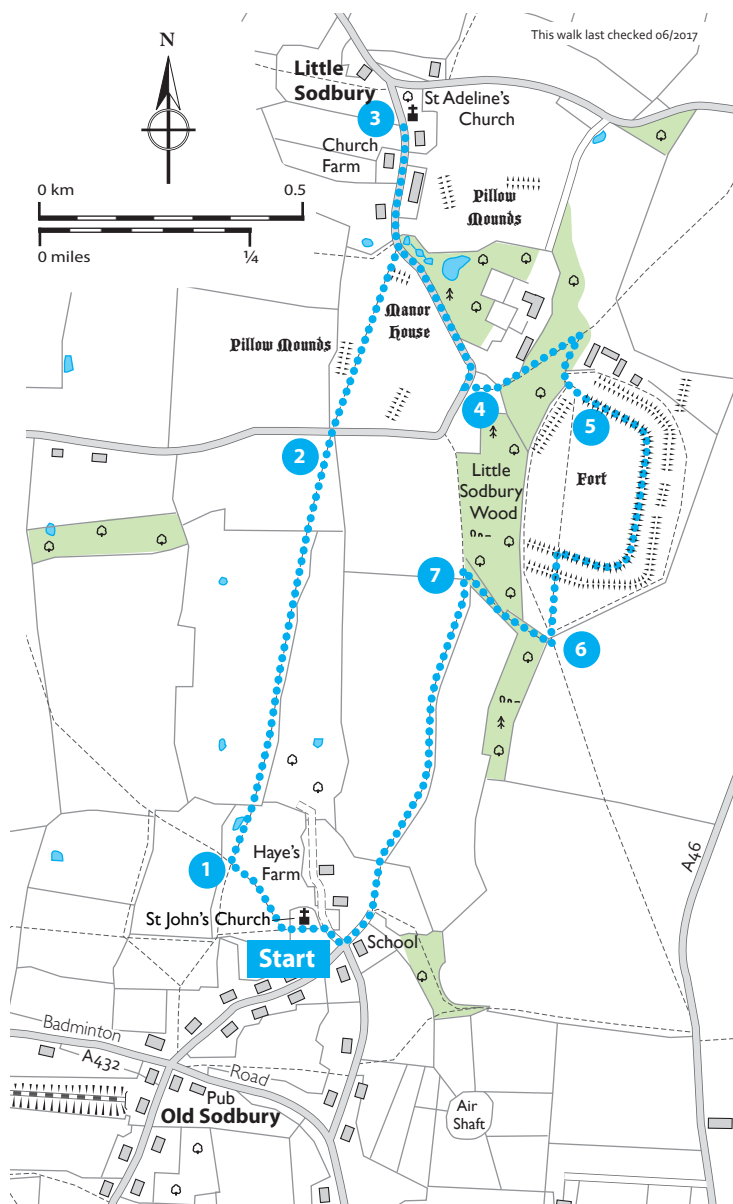 This walk last checked 06/2017
N
Little
Sodbury
St Adeline's
Church
3
Church
Farm
0 km
0.5
0 miles
¼
Pillow
Mounds
Manor
House
Pillow Mounds
4
5
2
Fort
Little
Sodbury
Wood
7
6
1
Haye's
Farm
A46
St John's Church
Start
School
Badminton
A432
Road
Pub
Old Sodbury
Air
Shaft